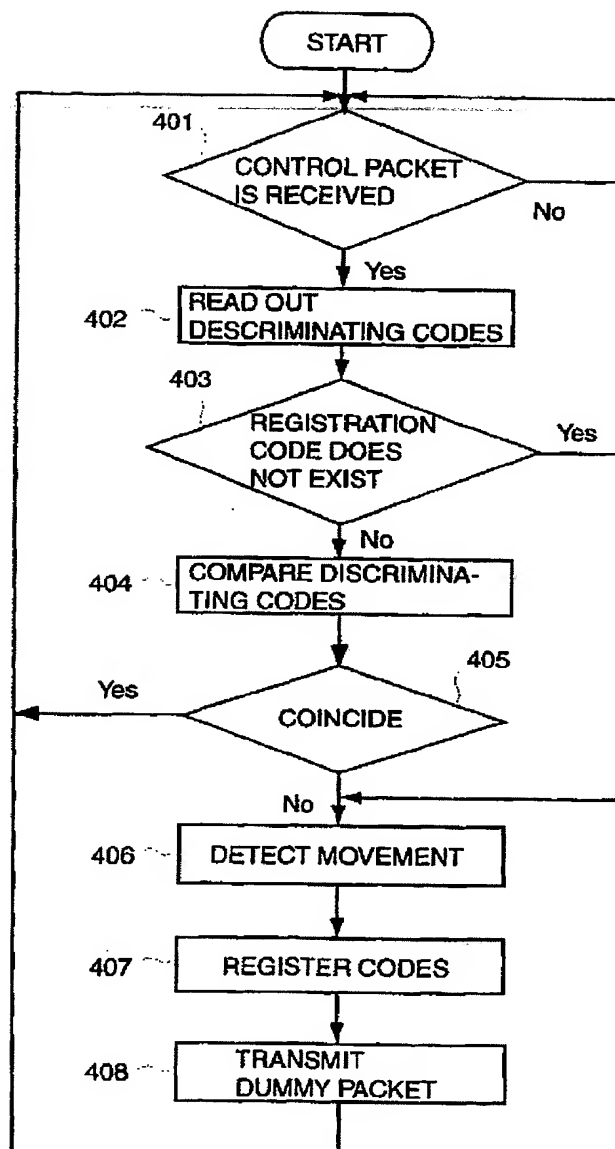 START
401
CONTROL PACKET
IS RECEIVED
No
Yes
402
READ OUT
DESCRIMINATING CODES
403
REGISTRATION
CODE DOES
NOT EXIST
Yes
No
404
COMPARE DISCRIMINA-
TING CODES
405
Yes
COINCIDE
No
406
DETECT MOVEMENT
407
REGISTER CODES
408
TRANSMIT
DUMMY PACKET